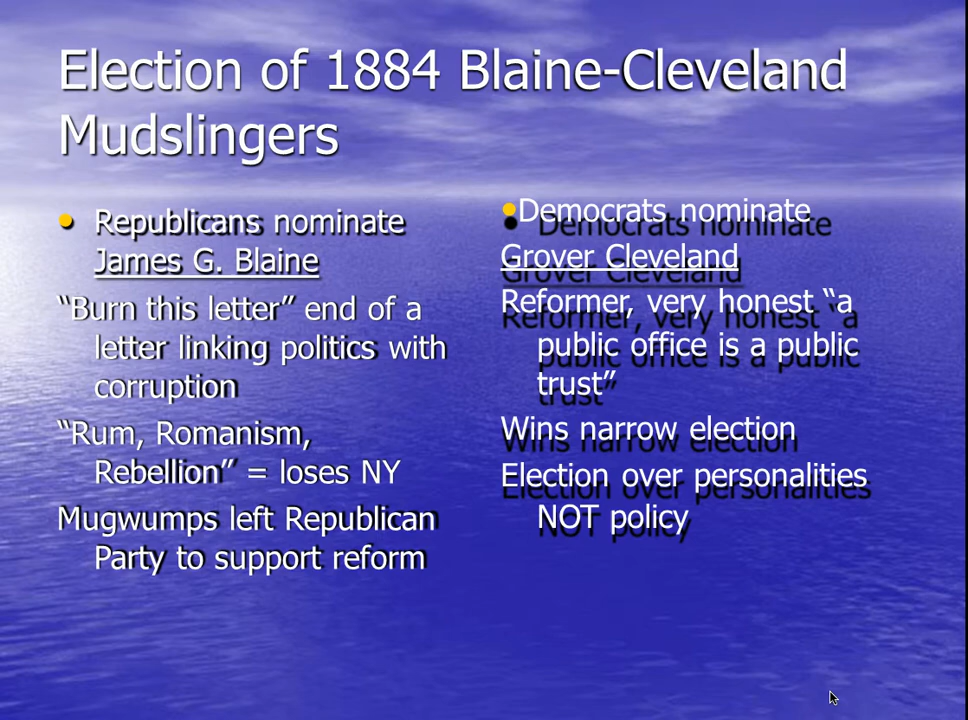 Election of 1884 Blaine-Cleveland
Mudslingers
• Republicans nominate
James G. Blaine
“Burn this letter” end of a
letter linking politics with
corruption
“Rum, Romanism,
Rebellion” = loses NY
Mugwumps left Republican
Party to support reform
•Democrats nominate
Grover Cleveland
Reformer, very honest “a
public office is a public
trust”
Wins narrow election
Election over personalities
NOT policy